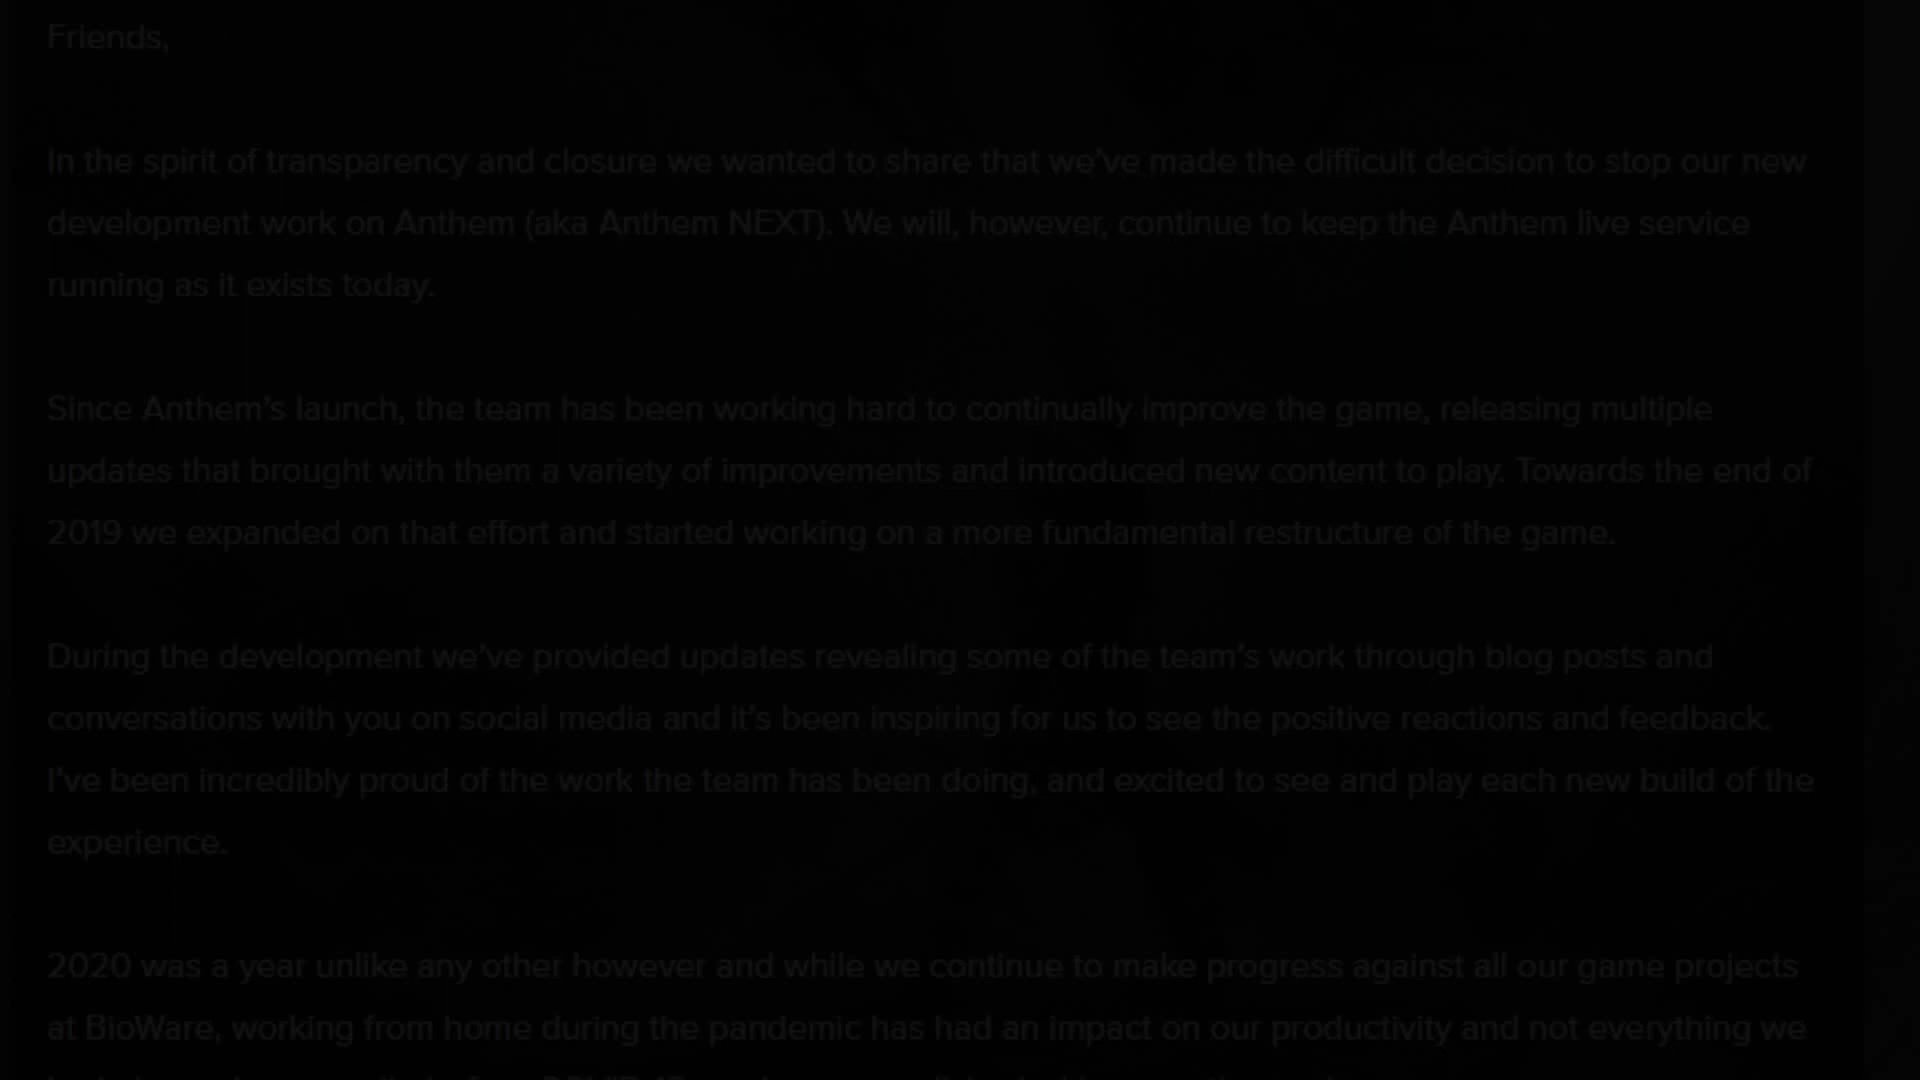 Friends,
In the spirit of transparency and closure we wanted to share that we've made the difficult decision to stop our new
development work on Anthem (aka Anthem NEXT). We will, however, continue to keep the Anthem live service
running as it exists today.
Since Anthem's launch, the team has been working hard to continually improve the game, releasing multiple
updates that brought with them a variety of improvements and introduced new content to play. Towards the end of
2019 we expanded on that effort and started working on a more fundamental restructure of the game.
During the development we've provided updates revealing some of the team's work through blog posts and
conversations with you on social media and it's been inspiring for us to see the positive reactions and feedback.
I've been incredibly proud of the work the team has been doing, and excited to see and play each new build of the
experience.
2020 was a year unlike any other however and while we continue to make progress against all our game projects
at BioWare, working from home during the pandemic has had an impact on our productivity and not everything we